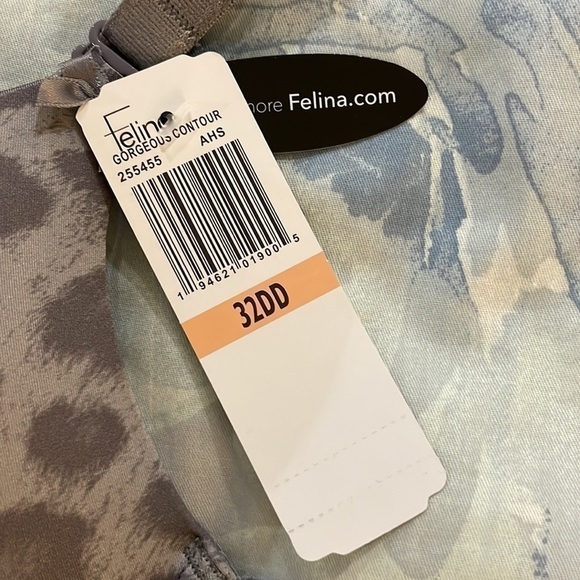 more Felina.com
Felina
GORGEOUS CONTOUR
255455 AHS
1 94621 01900 5
32DD